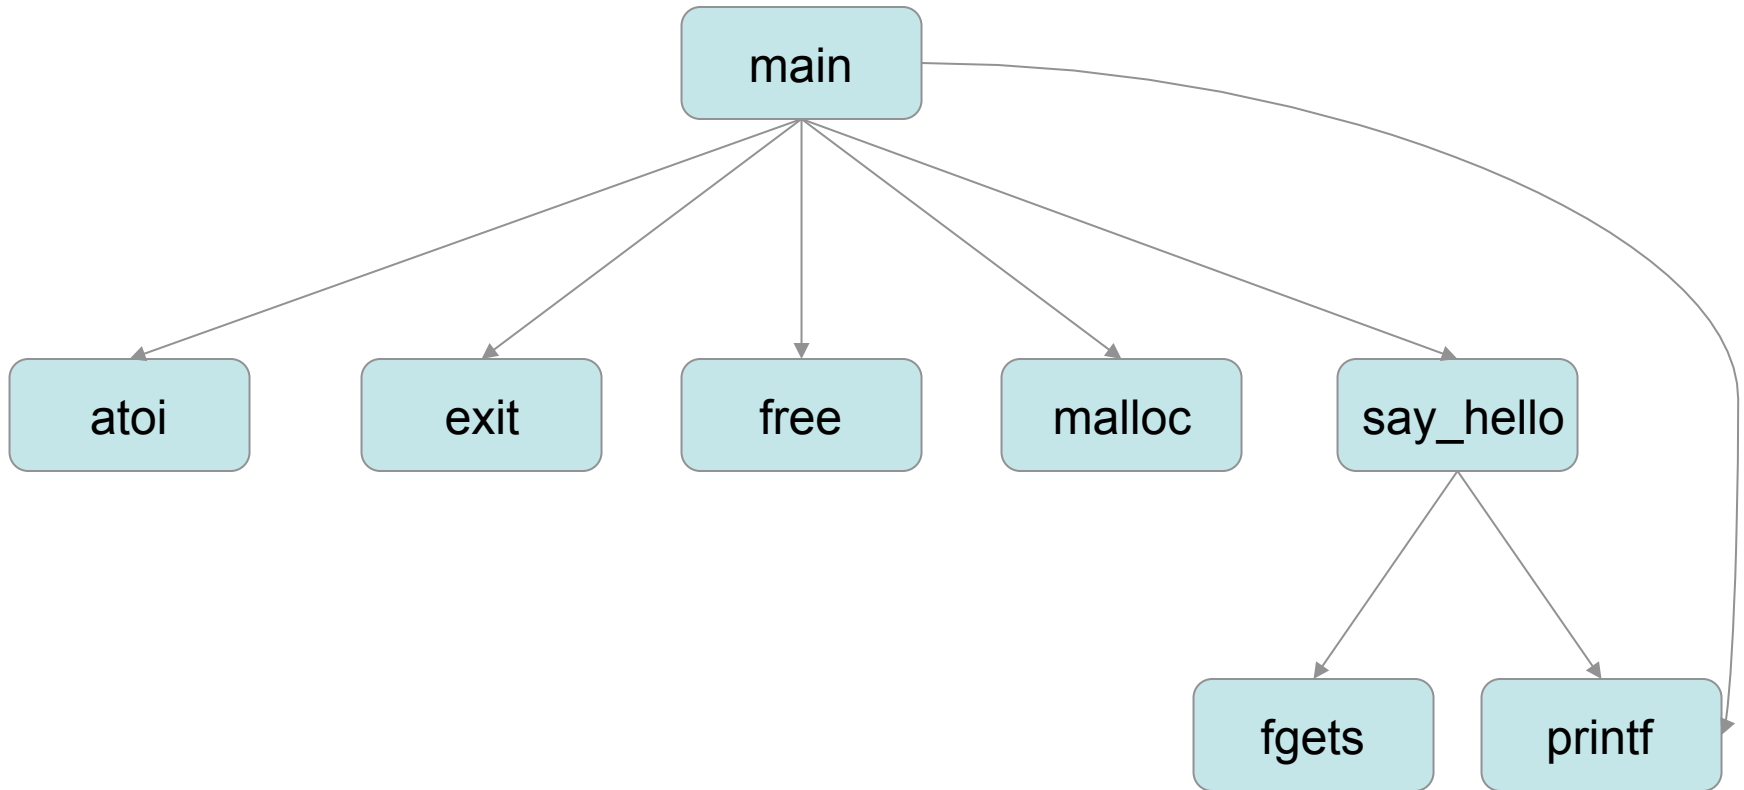 main
atoi
exit
free
malloc
say_hello
fgets
printf